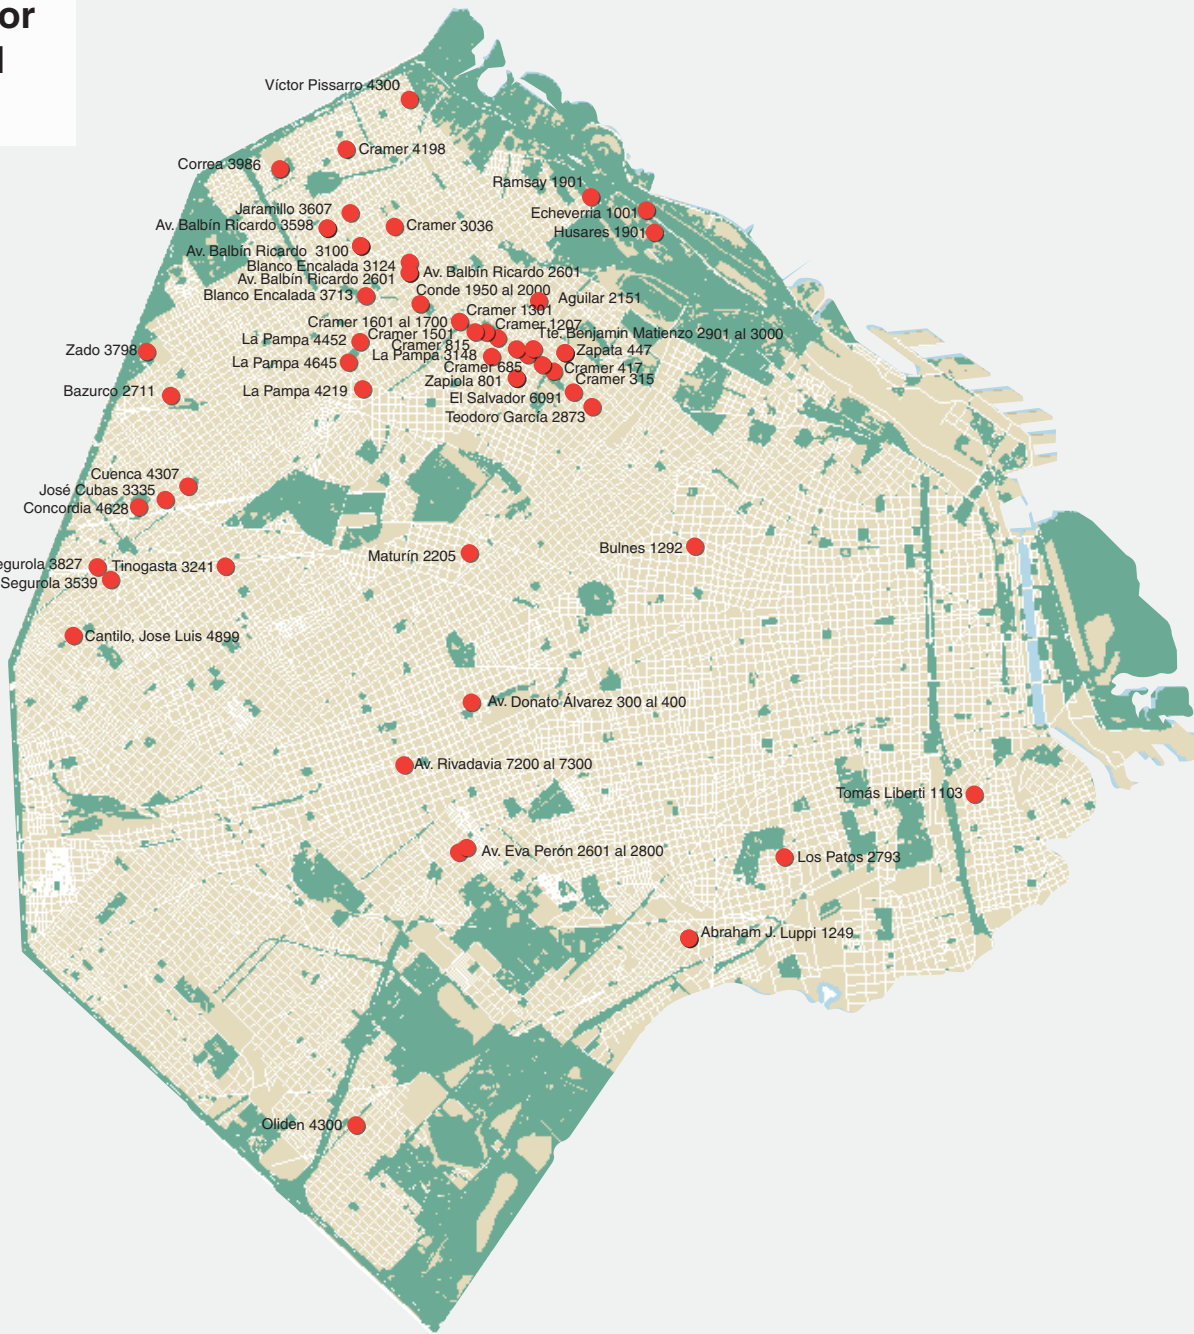 or
Víctor Pissarro 4300
Cramer 4198
Correa 3986
Ramsay 1901
Jaramillo 3607
Echeverria 1001
Av. Balbín Ricardo 3598
Cramer 3036
Husares 1901
Av. Balbín Ricardo 3100
Blanco Encalada 3124
Av. Balbín Ricardo 2601
Av. Balbín Ricardo 2601
Conde 1950 al 2000
Blanco Encalada 3713
Aguilar 2151
Cramer 1301
Cramer 1601 al 1700
Cramer 1207
Cramer 1501
Tte. Benjamin Matienzo 2901 al 3000
La Pampa 4452
Cramer 815
Zado 3798
Zapata 447
La Pampa 3148
La Pampa 4645
Cramer 685
Cramer 417
Zapiola 801
Cramer 315
Bazurco 2711
La Pampa 4219
El Salvador 6091
Teodoro García 2873
Cuenca 4307
José Cubas 3335
Concordia 4628
Bulnes 1292
Maturín 2205
egurola 3827
Tinogasta 3241
Segurola 3539
Cantilo, Jose Luis 4899
Av. Donato Álvarez 300 al 400
Av. Rivadavia 7200 al 7300
Tomás Liberti 1103
Av. Eva Perón 2601 al 2800
Los Patos 2793
Abraham J. Luppi 1249
Oliden 4300